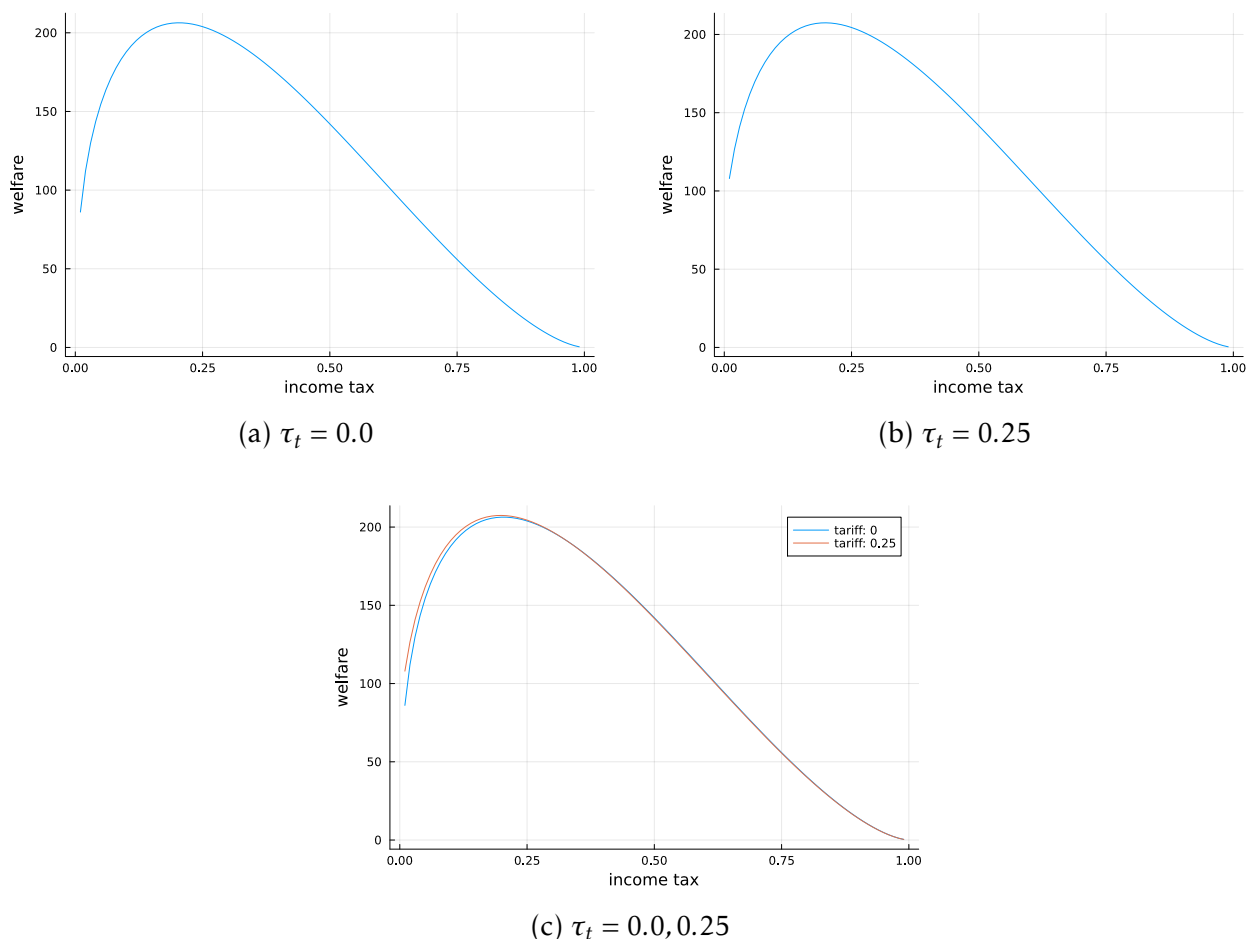 200
150
100
50
0
welfare
0.00 0.25 0.50 0.75 1.00
income tax
(a) τₜ = 0.0
200
150
100
50
0
welfare
0.00 0.25 0.50 0.75 1.00
income tax
(b) τₜ = 0.25
200
150
100
50
0
welfare
tariff: 0
tariff: 0.25
0.00 0.25 0.50 0.75 1.00
income tax
(c) τₜ = 0.0, 0.25